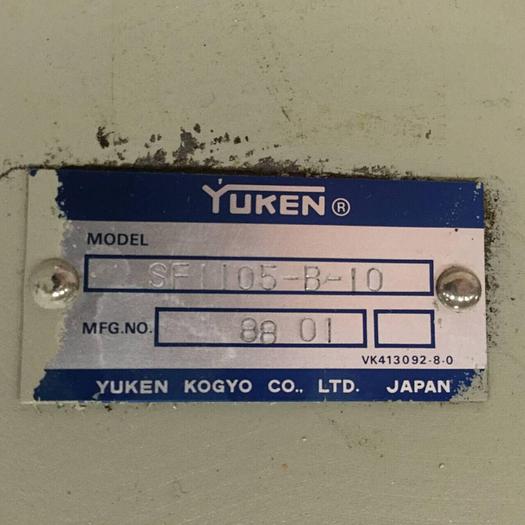 YUKEN®
MODEL
SF1105-B-10
MFG.NO. 88 01
VK413092-8-0
YUKEN KOGYO CO., LTD. JAPAN